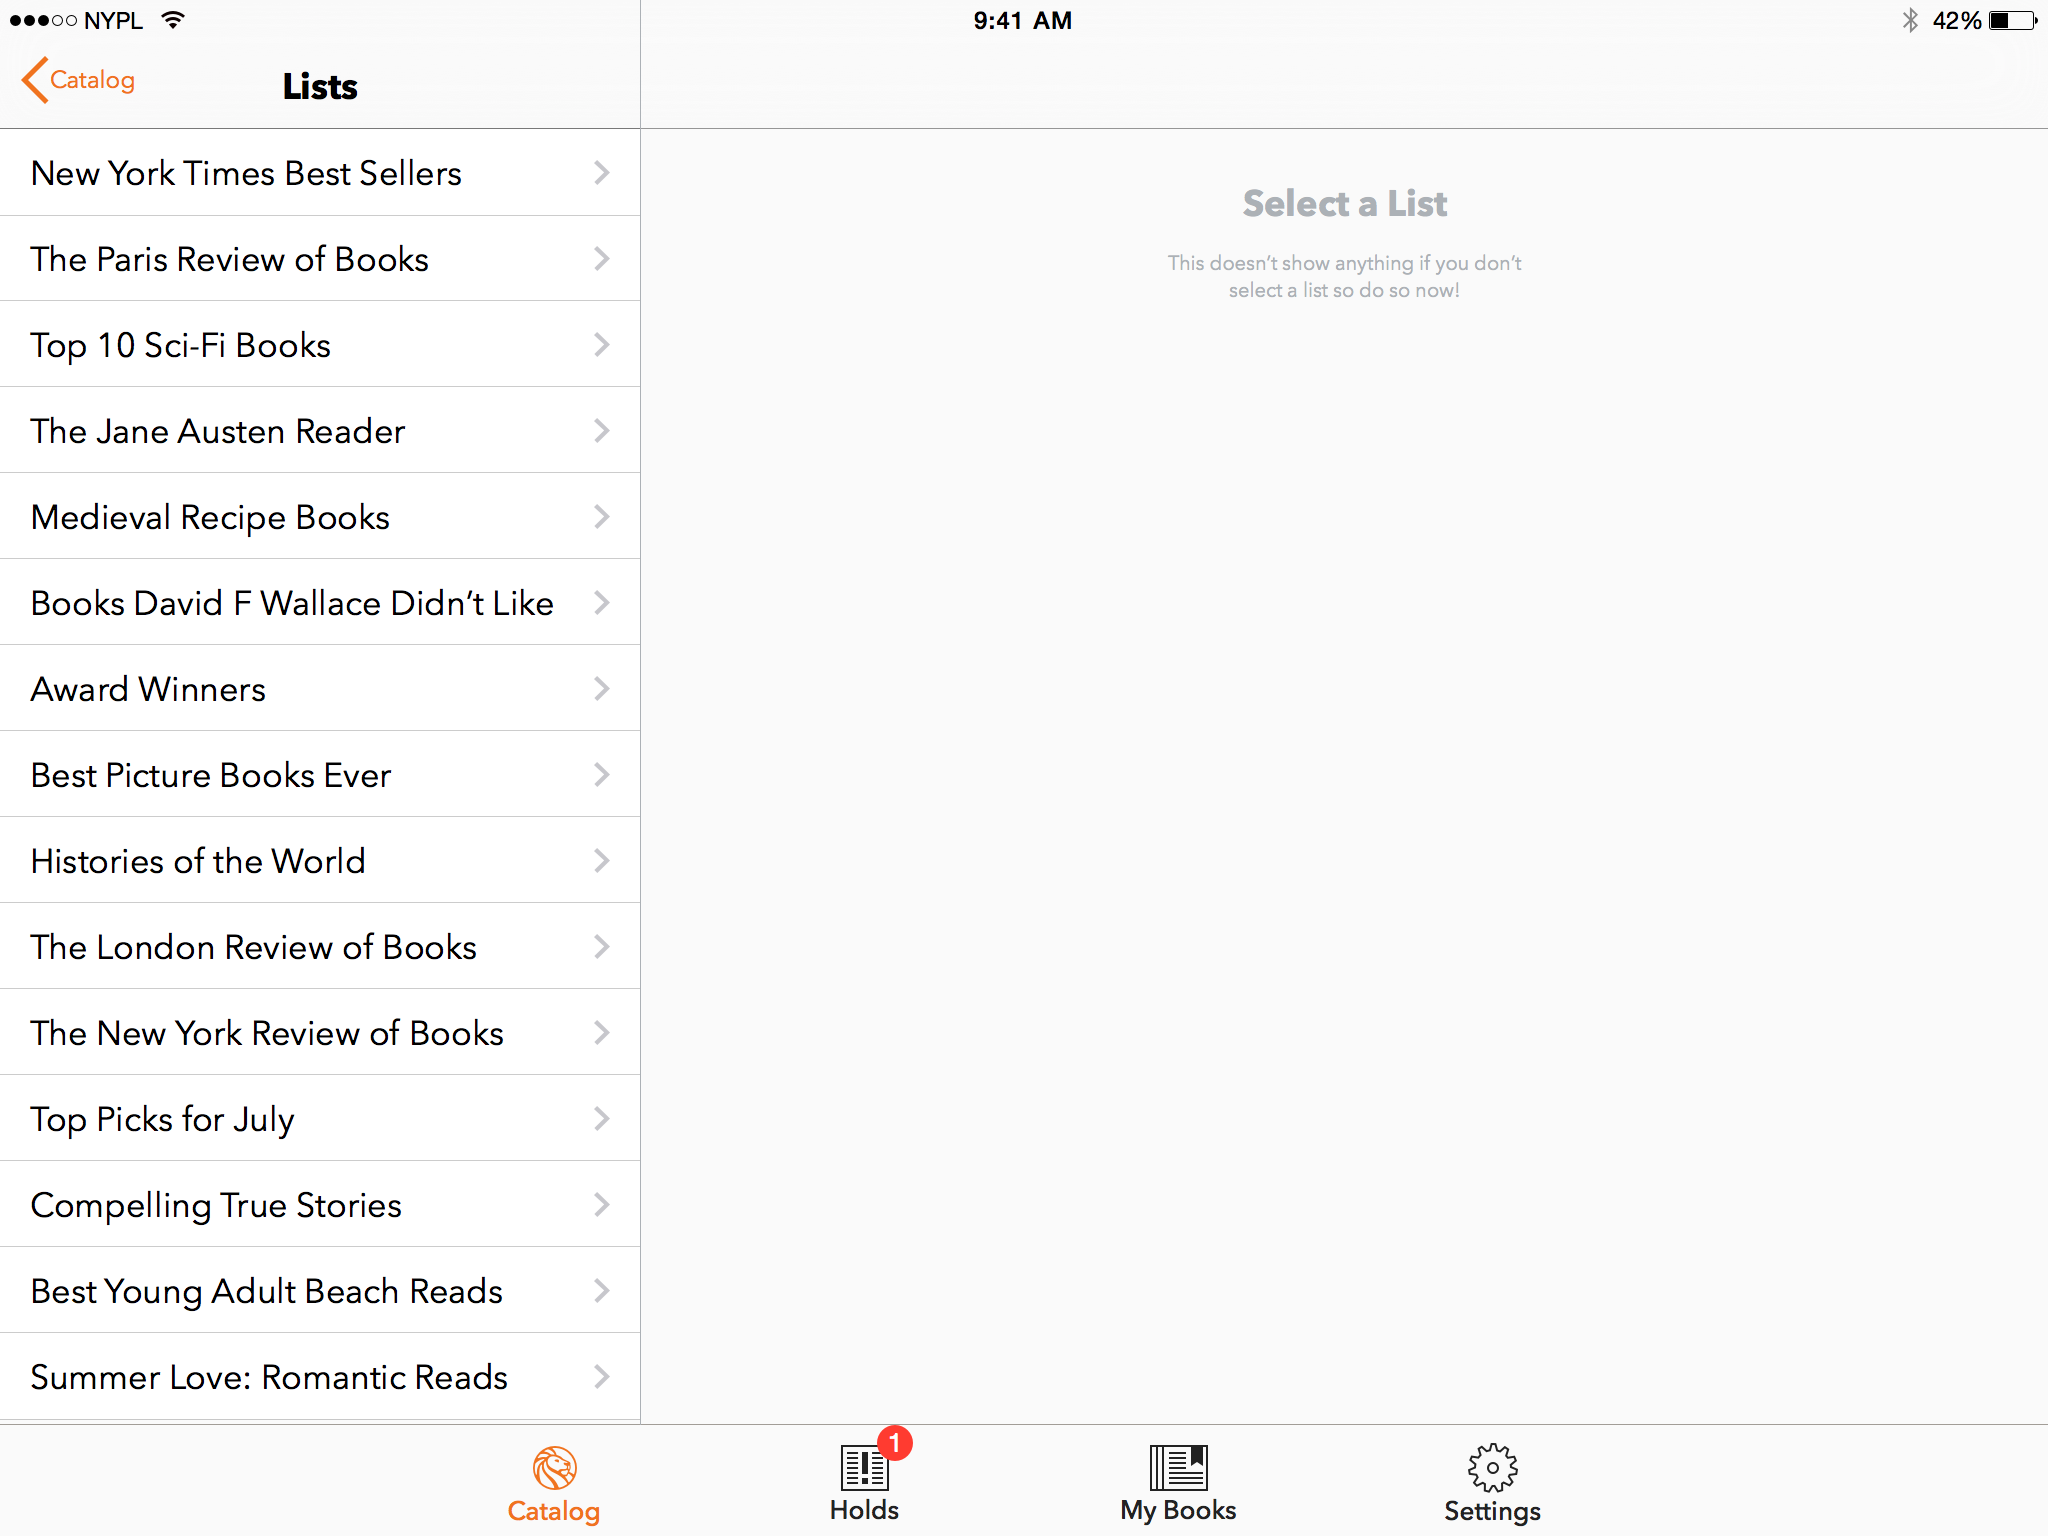 NYPL
9:41 AM
42%
Catalog
Lists
New York Times Best Sellers
The Paris Review of Books
Top 10 Sci-Fi Books
The Jane Austen Reader
Medieval Recipe Books
Books David F Wallace Didn’t Like
Award Winners
Best Picture Books Ever
Histories of the World
The London Review of Books
The New York Review of Books
Top Picks for July
Compelling True Stories
Best Young Adult Beach Reads
Summer Love: Romantic Reads
Select a List
This doesn’t show anything if you don’t
select a list so do so now!
Catalog
1
Holds
My Books
Settings